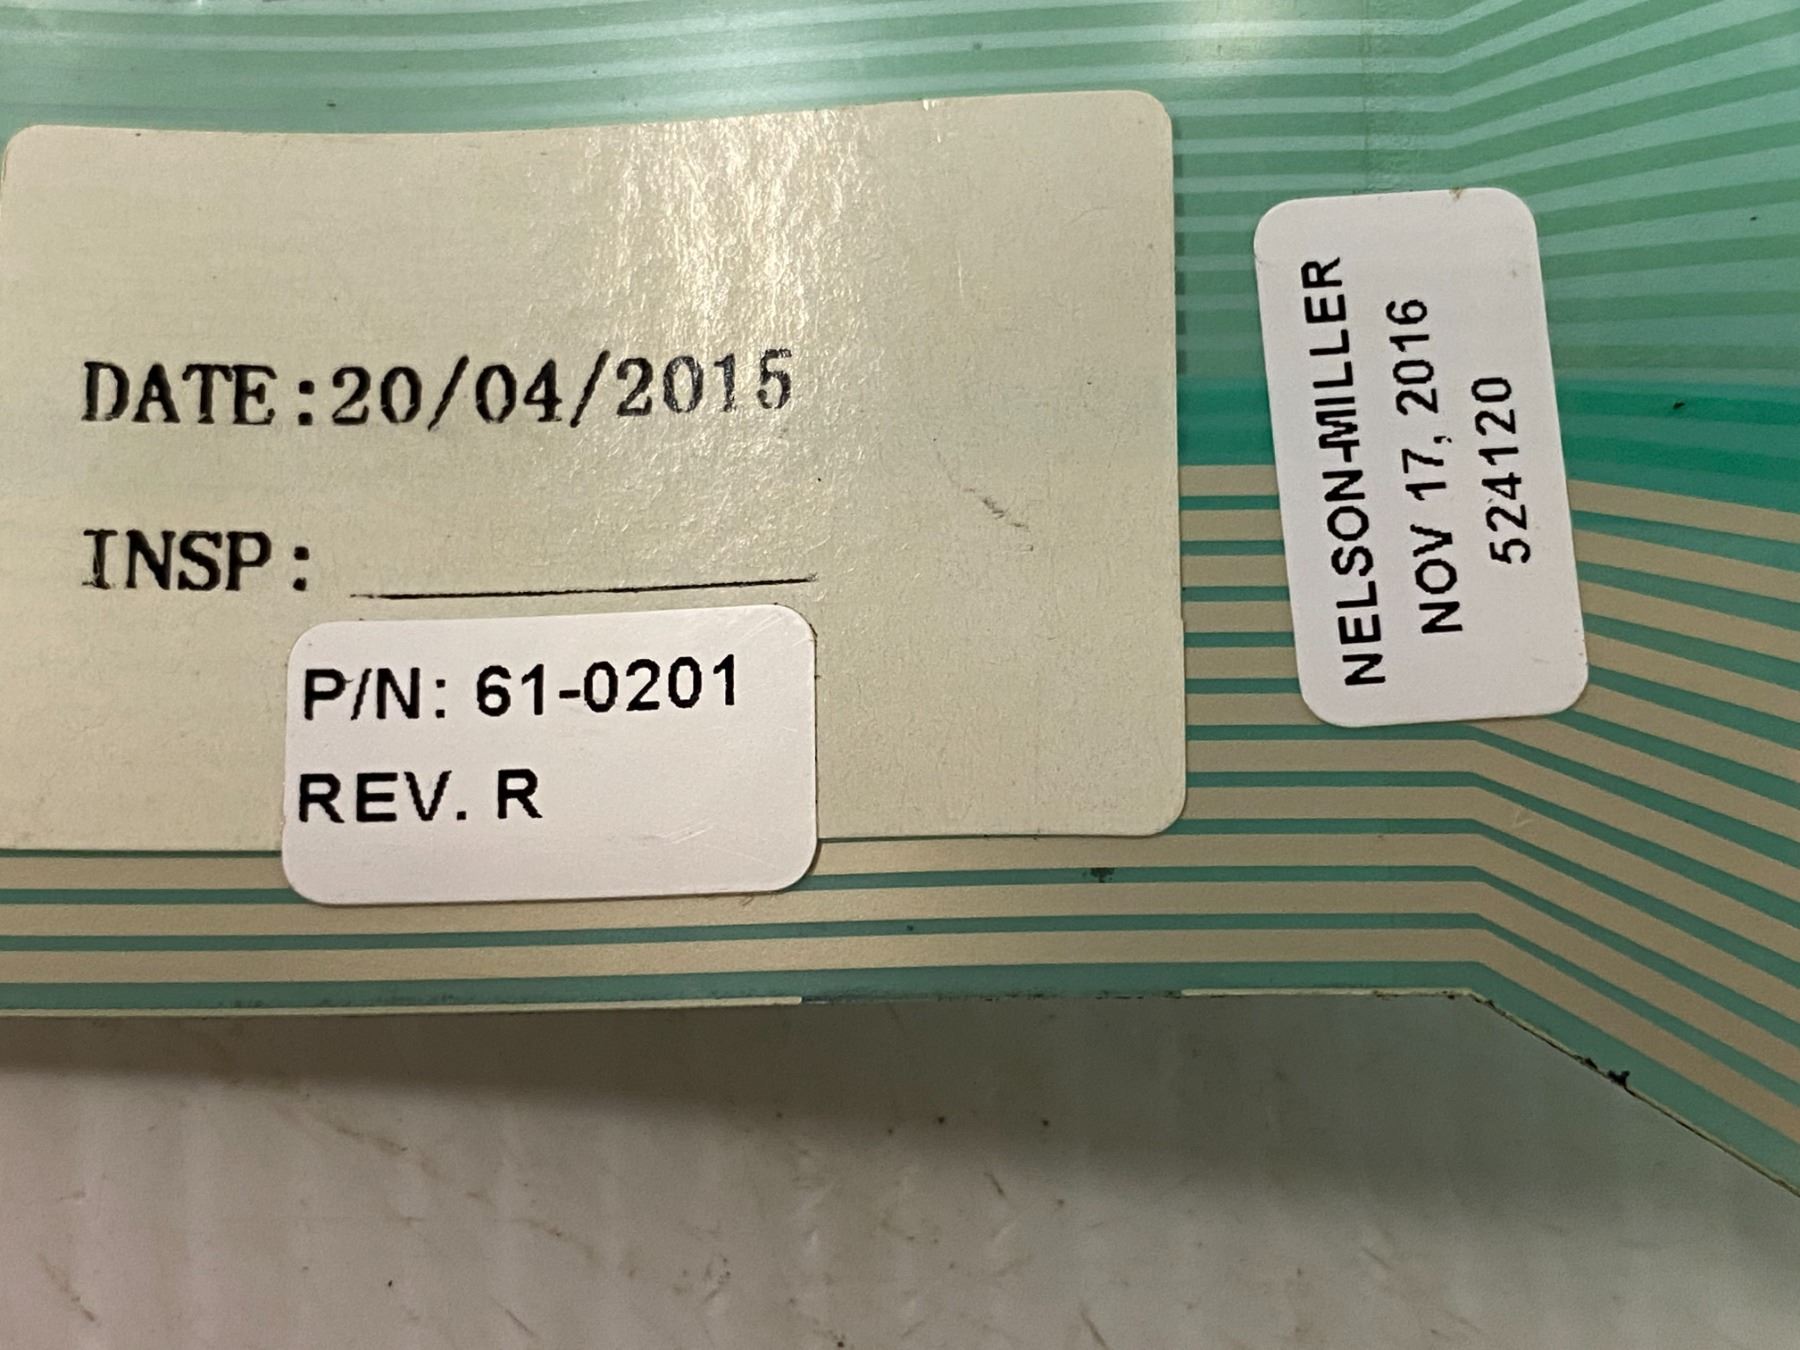 DATE:20/04/2015
INSP:
P/N: 61-0201
REV. R
NELSON-MILLER
NOV 17, 2016
524120